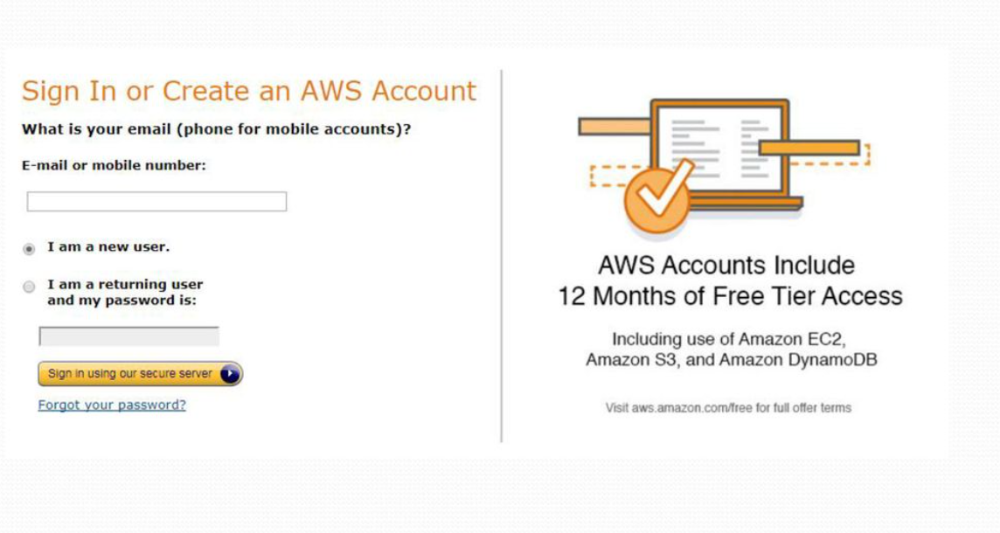 Sign In or Create an AWS Account
What is your email (phone for mobile accounts)?
E-mail or mobile number:
I am a new user.
I am a returning user
and my password is:
Sign in using our secure server
Forgot your password?
AWS Accounts Include
12 Months of Free Tier Access
Including use of Amazon EC2,
Amazon S3, and Amazon DynamoDB
Visit aws.amazon.com/free for full offer terms